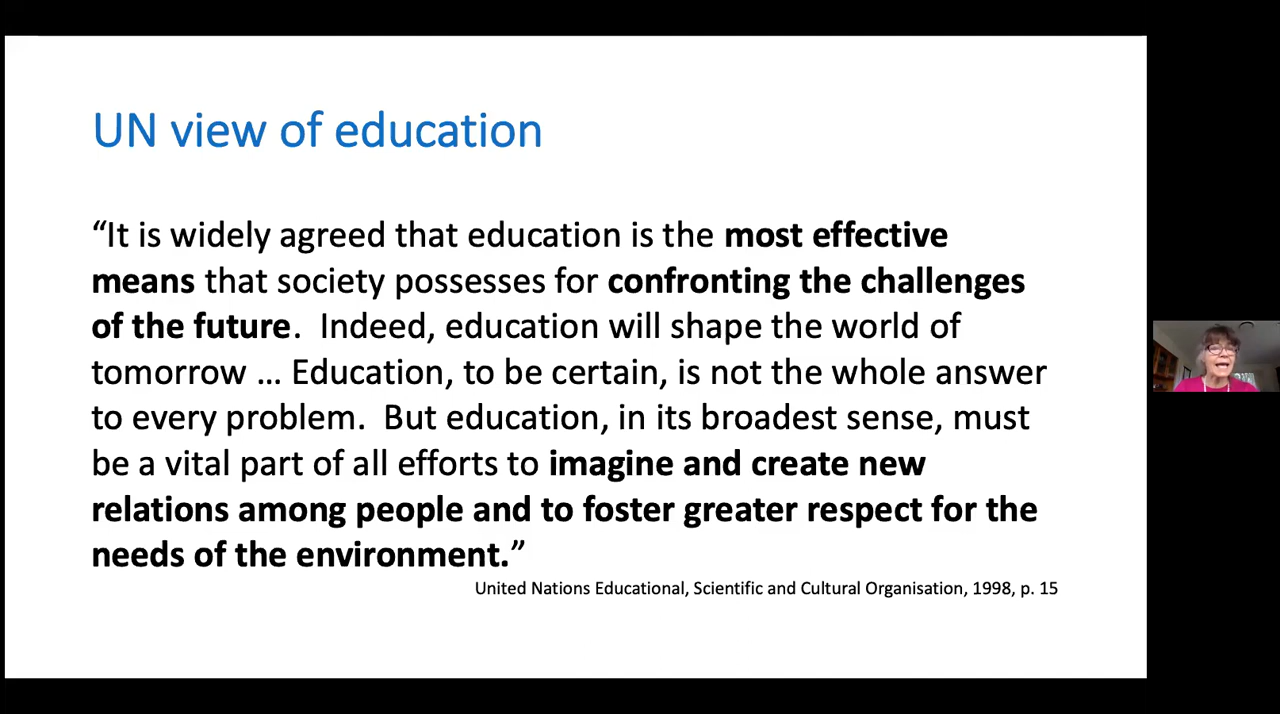 UN view of education
“It is widely agreed that education is the most effective
means that society possesses for confronting the challenges
of the future.  Indeed, education will shape the world of
tomorrow … Education, to be certain, is not the whole answer
to every problem.  But education, in its broadest sense, must
be a vital part of all efforts to imagine and create new
relations among people and to foster greater respect for the
needs of the environment.”
United Nations Educational, Scientific and Cultural Organisation, 1998, p. 15